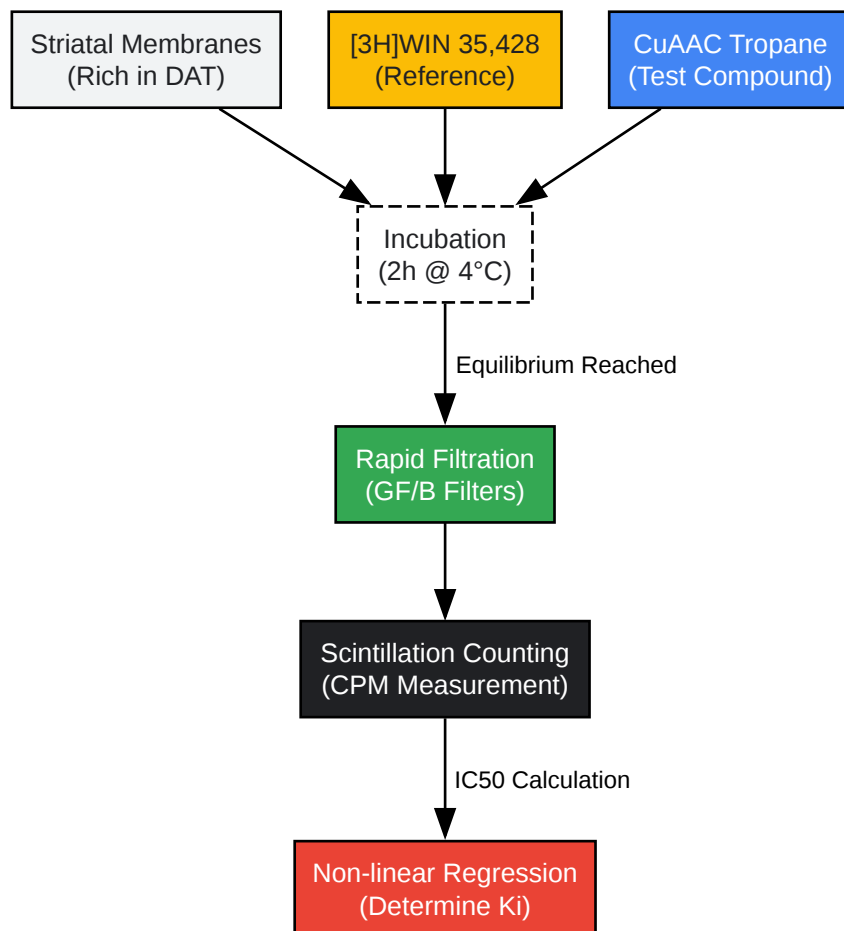 Striatal Membranes
(Rich in DAT)
[3H]WIN 35,428
(Reference)
CuAAC Tropane
(Test Compound)
Incubation
(2h @ 4°C)
Equilibrium Reached
Rapid Filtration
(GF/B Filters)
Scintillation Counting
(CPM Measurement)
IC50 Calculation
Non-linear Regression
(Determine Ki)